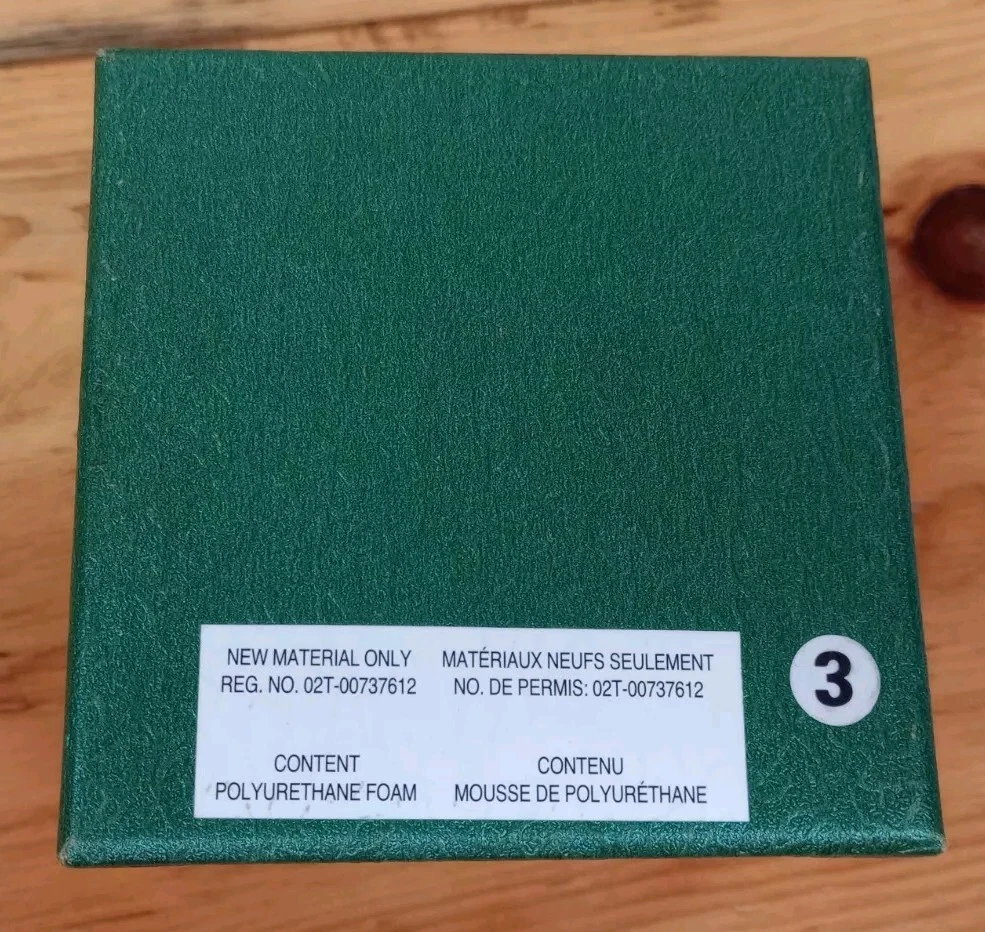 NEW MATERIAL ONLY
REG. NO. 02T-00737612
MATÉRIAUX NEUFS SEULEMENT
NO. DE PERMIS: 02T-00737612
CONTENT
POLYURETHANE FOAM
CONTENU
MOUSSE DE POLYURÉTHANE
3